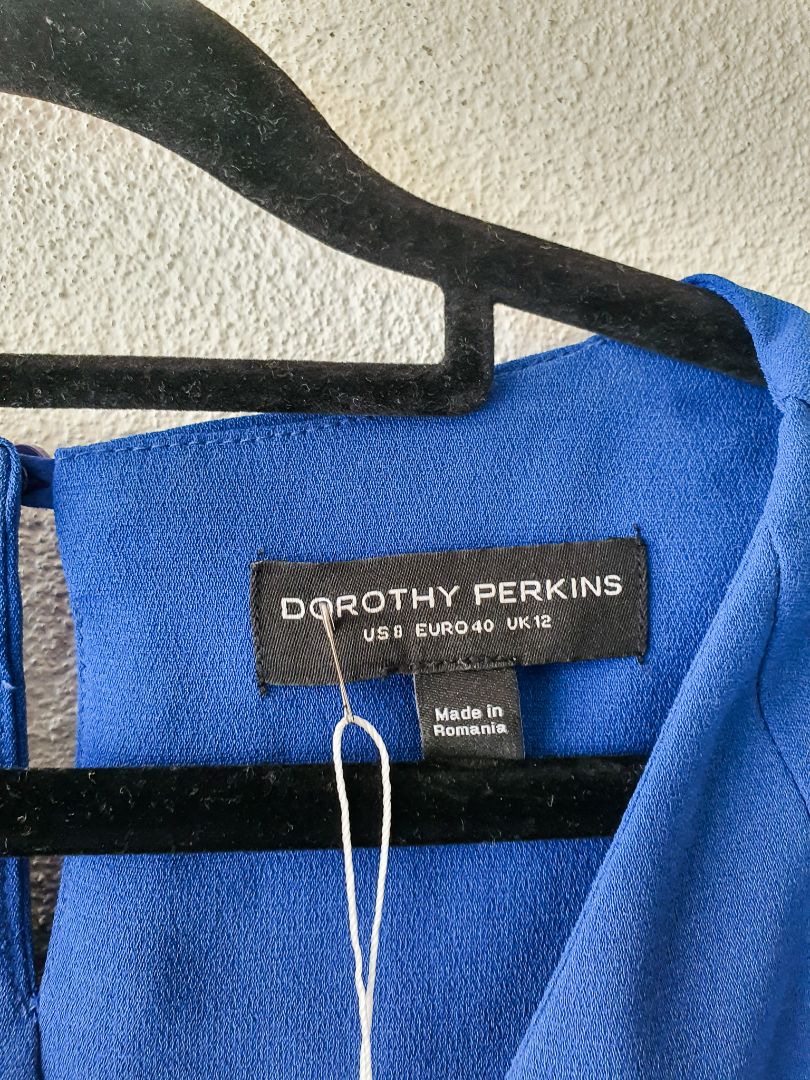 DOROTHY PERKINS
US 8 EURO 40 UK 12
Made in
Romania